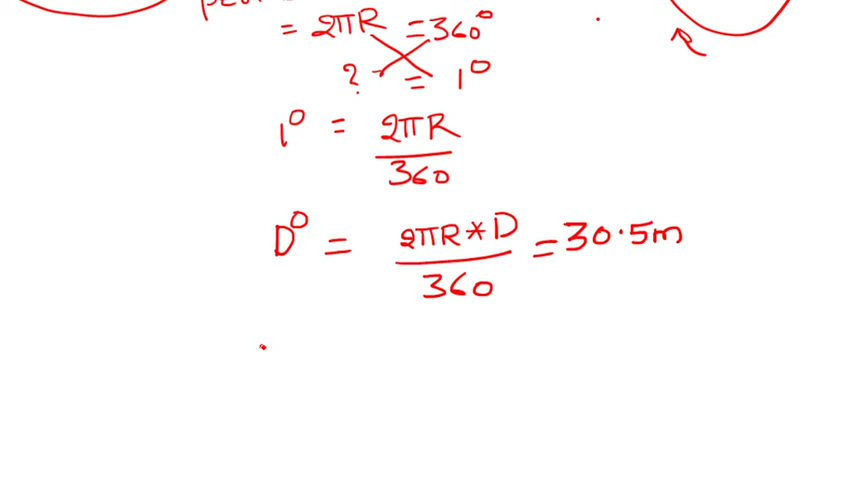 = 2πR = 360°
? = 1°
R
1° = 2πR / 360
D° = 2πR * D / 360 = 30.5m